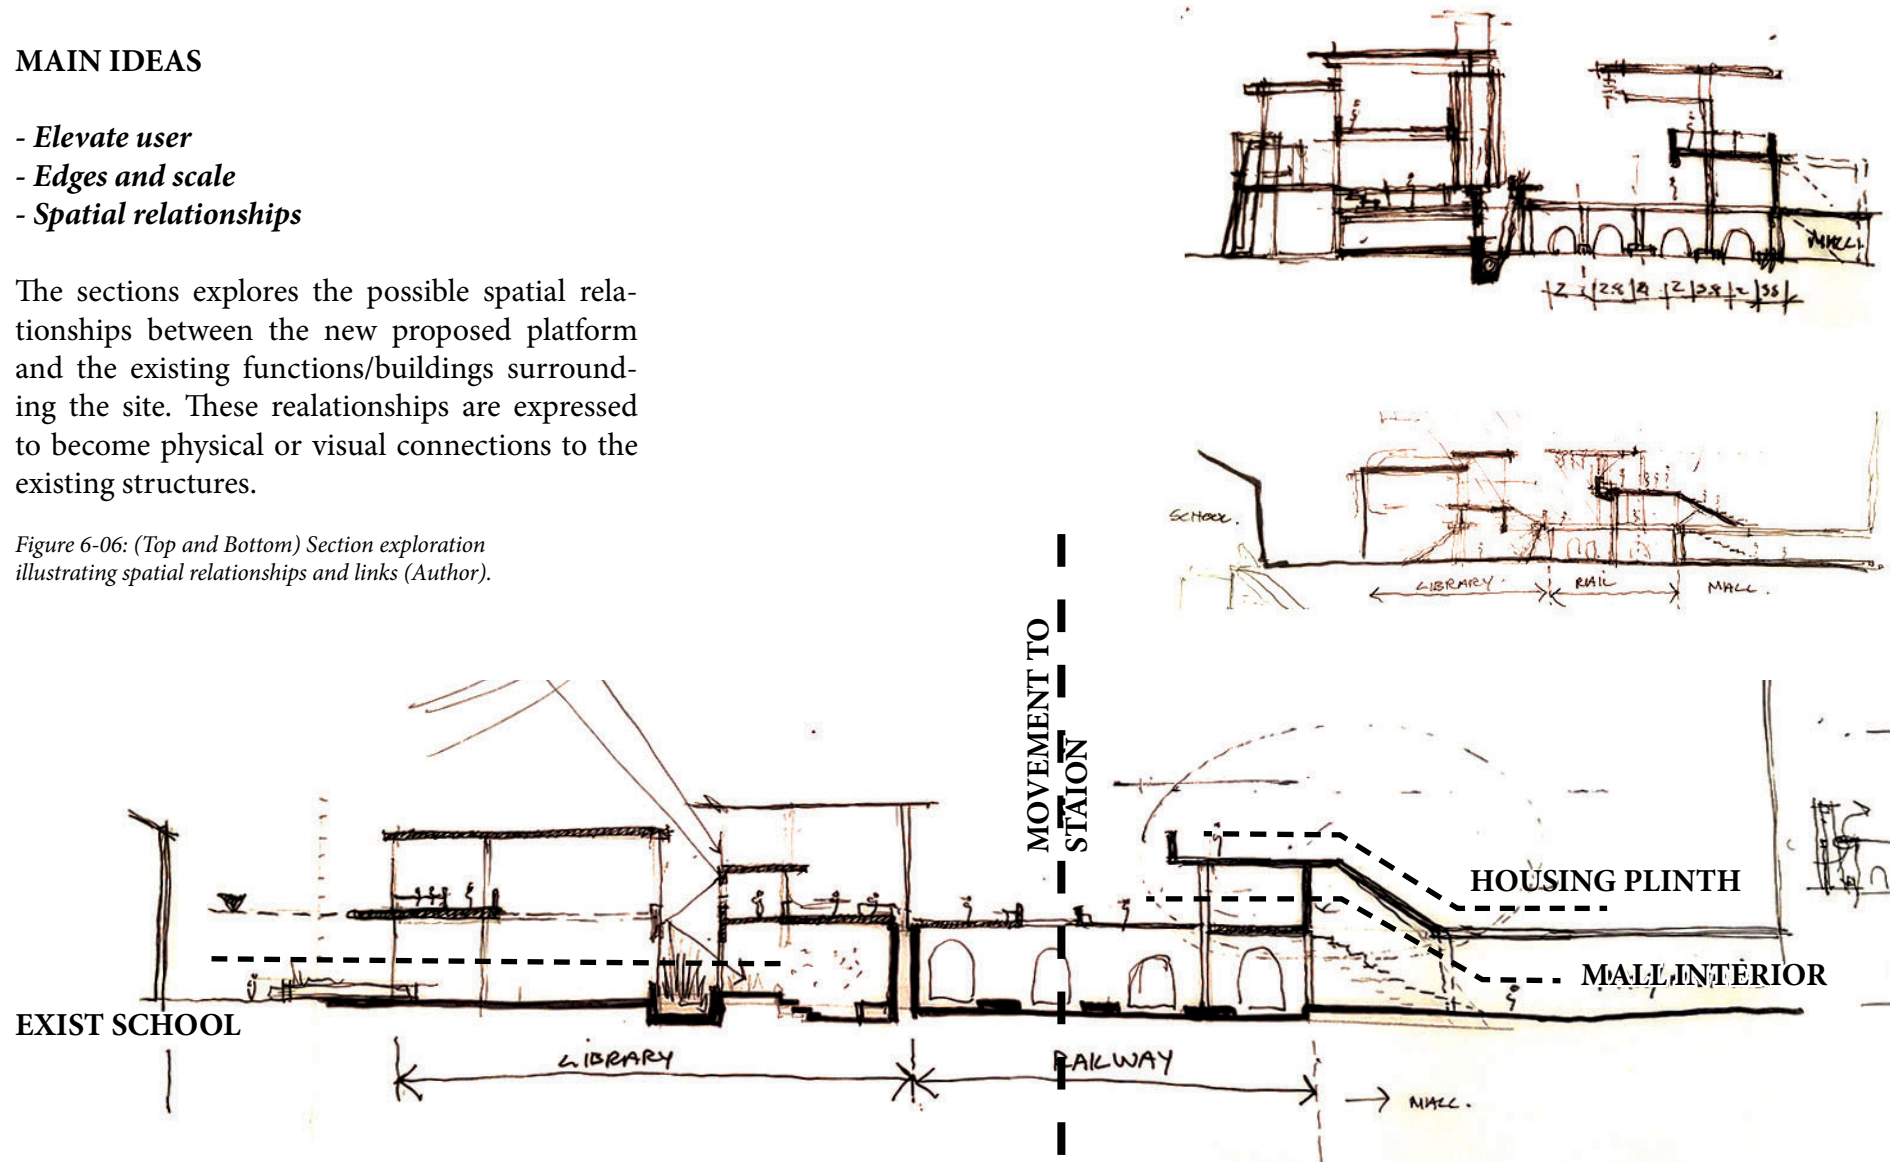 MAIN IDEAS
- Elevate user
- Edges and scale
- Spatial relationships
The sections explores the possible spatial rela-
tionships between the new proposed platform
and the existing functions/buildings surround-
ing the site. These realationships are expressed
to become physical or visual connections to the
existing structures.
Figure 6-06: (Top and Bottom) Section exploration
illustrating spatial relationships and links (Author).
MALL
SCHOOL.
LIBRARY.
RAIL
MALL.
MOVEMENT TO
STAION
HOUSING PLINTH
MALL INTERIOR
EXIST SCHOOL
LIBRARY
RAILWAY
MALL.